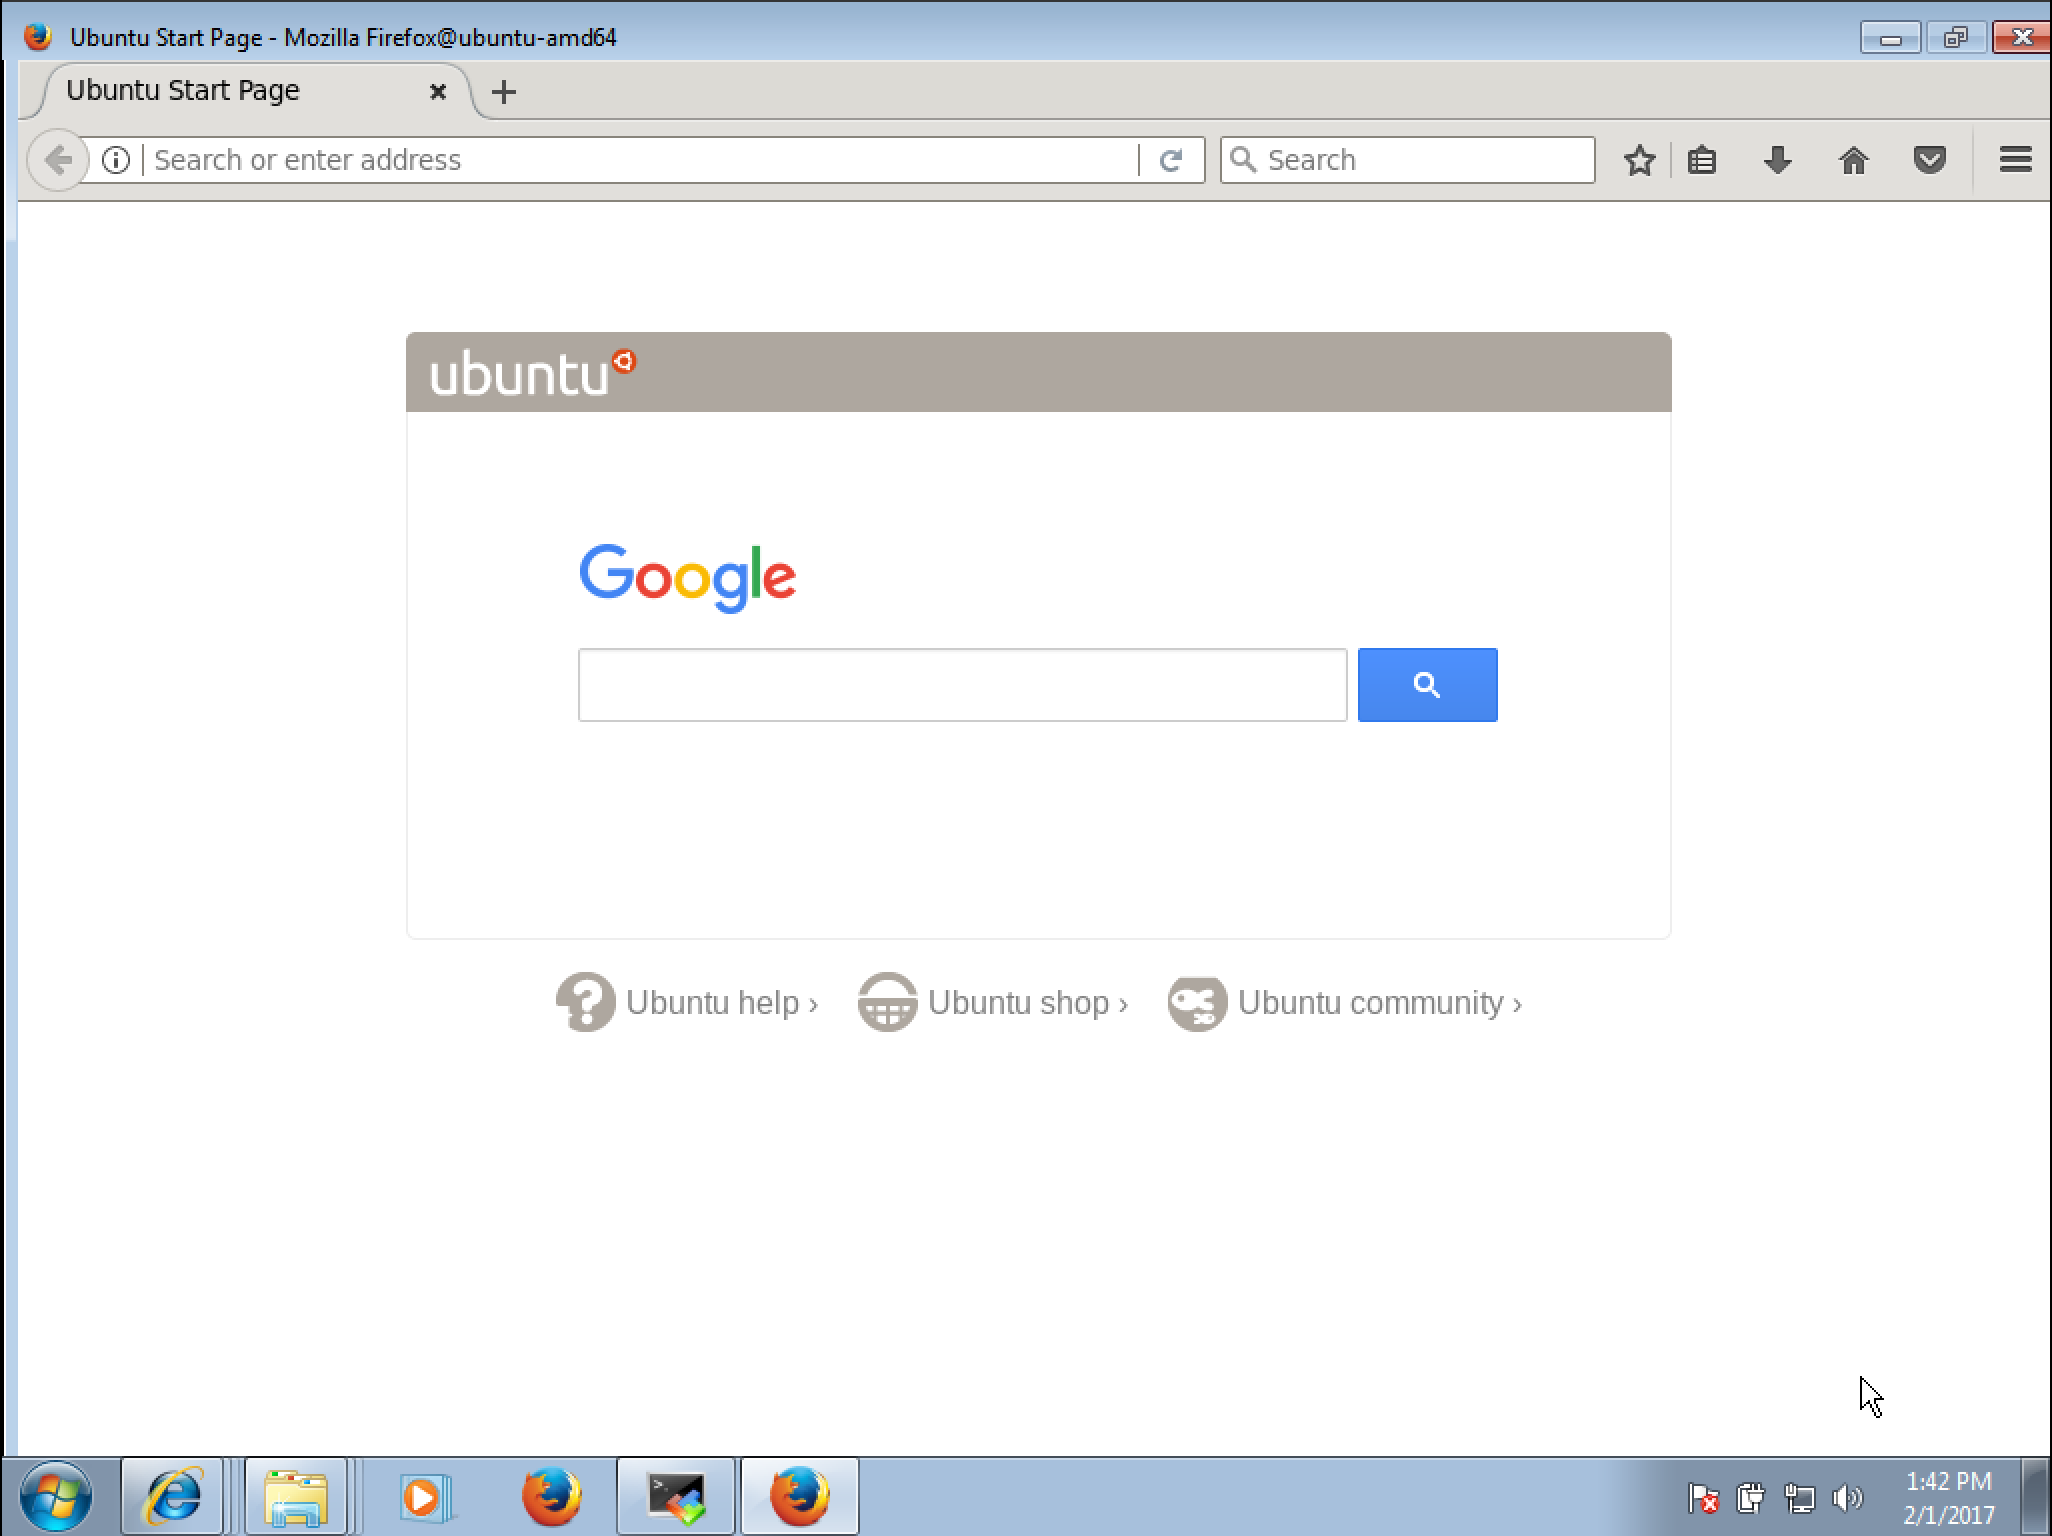 Ubuntu Start Page - Mozilla Firefox@ubuntu-amd64
Ubuntu Start Page
Search or enter address
Search
ubuntu
Google
Ubuntu help ›
Ubuntu shop ›
Ubuntu community ›
1:42 PM
2/1/2017